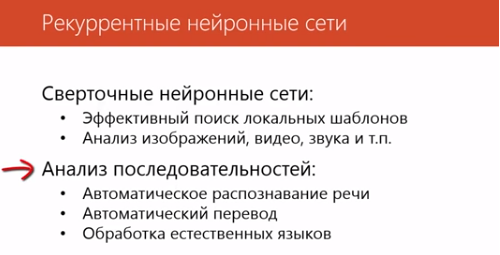 Рекуррентные нейронные сети
Сверточные нейронные сети:
• Эффективный поиск локальных шаблонов
• Анализ изображений, видео, звука и т.п.
Анализ последовательностей:
• Автоматическое распознавание речи
• Автоматический перевод
• Обработка естественных языков